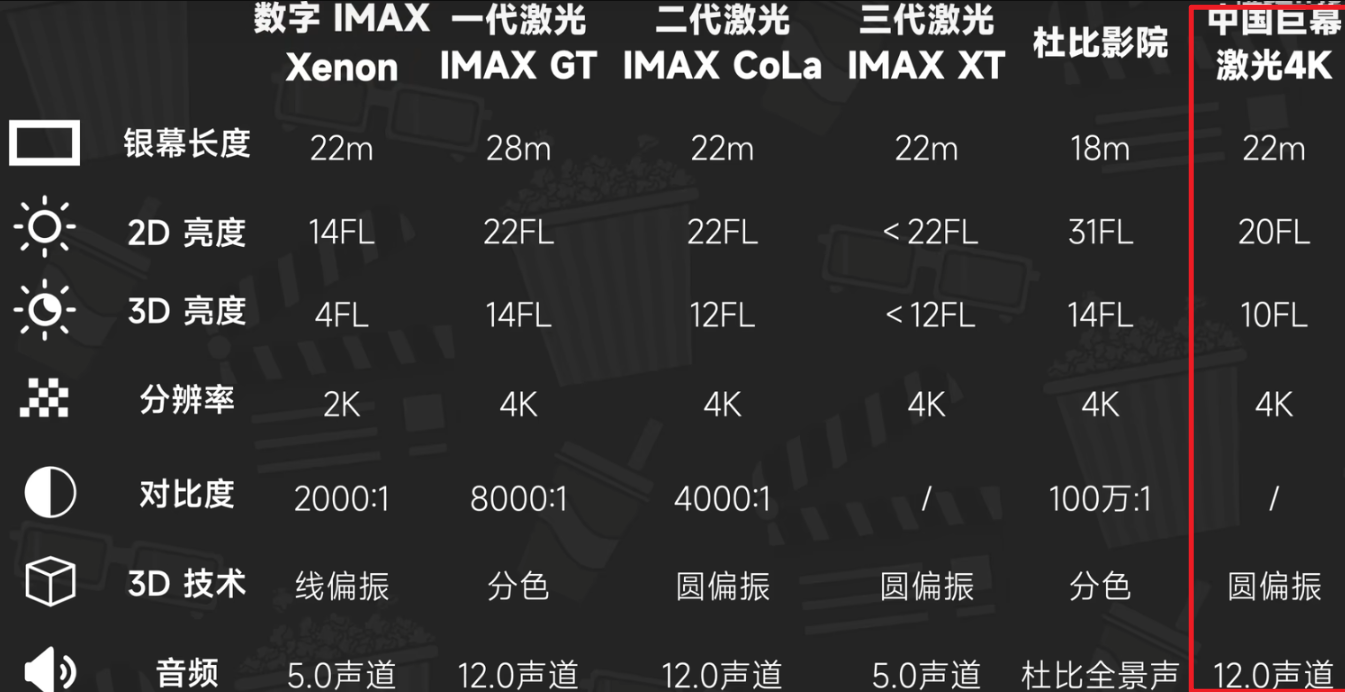 数字 IMAX Xenon 一代激光 IMAX GT 二代激光 IMAX CoLa 三代激光 IMAX XT 杜比影院 中国巨幕 激光4K
银幕长度 22m 28m 22m 22m 18m 22m
2D 亮度 14FL 22FL 22FL <22FL 31FL 20FL
3D 亮度 4FL 14FL 12FL <12FL 14FL 10FL
分辨率 2K 4K 4K 4K 4K 4K
对比度 2000:1 8000:1 4000:1 / 100万:1 /
3D 技术 线偏振 分色 圆偏振 圆偏振 分色 圆偏振
音频 5.0声道 12.0声道 12.0声道 5.0声道 杜比全景声 12.0声道